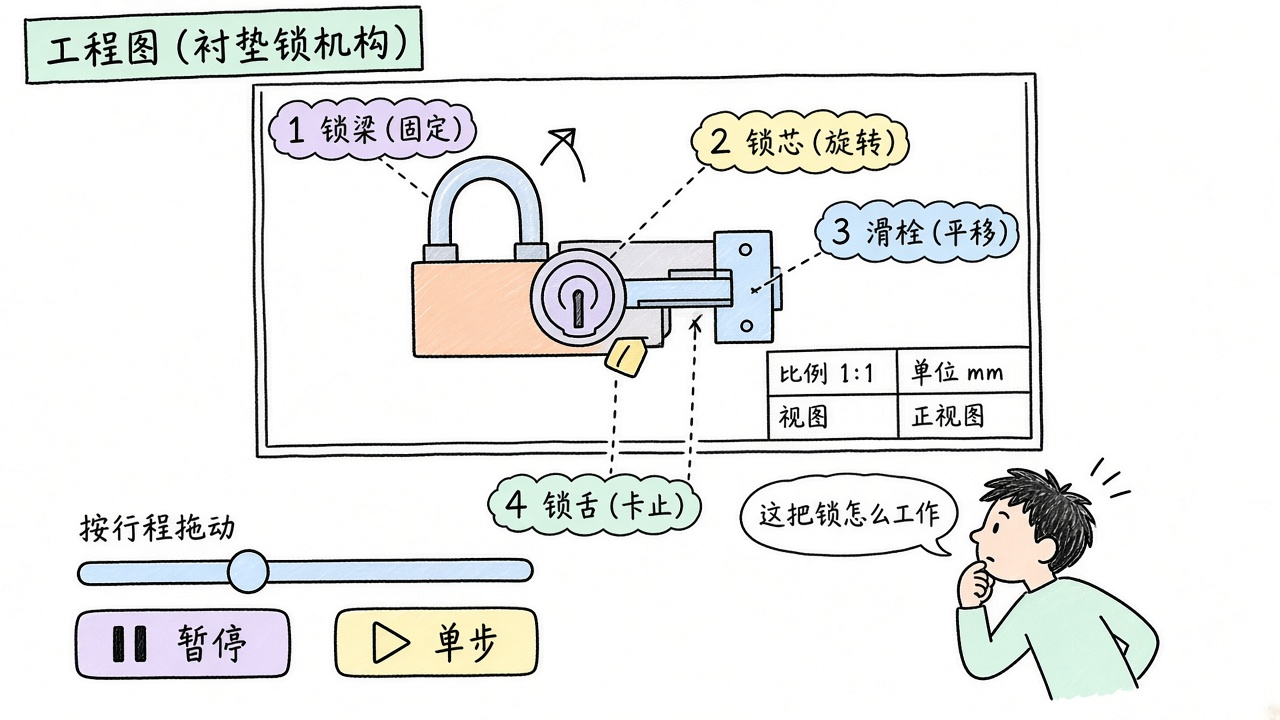 工程图(衬垫锁机构)
1 锁梁(固定)
2 锁芯(旋转)
3 滑栓(平移)
比例 1:1
单位 mm
视图
正视图
4 锁舌(卡止)
这把锁怎么工作
按行程拖动
暂停
单步